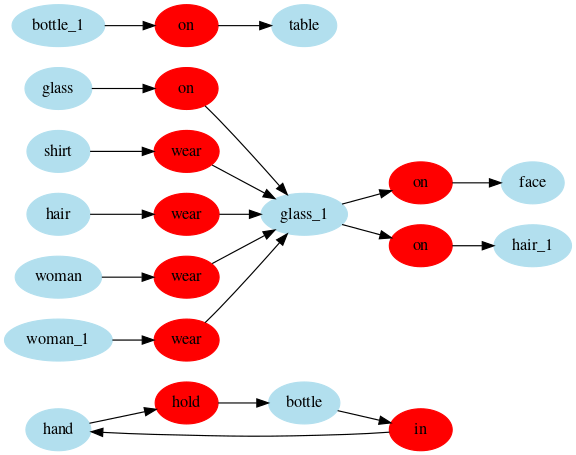 bottle_1 on table
glass on
shirt wear on face
hair wear glass_1
on hair_1
woman wear
woman_1 wear
hold bottle
hand in